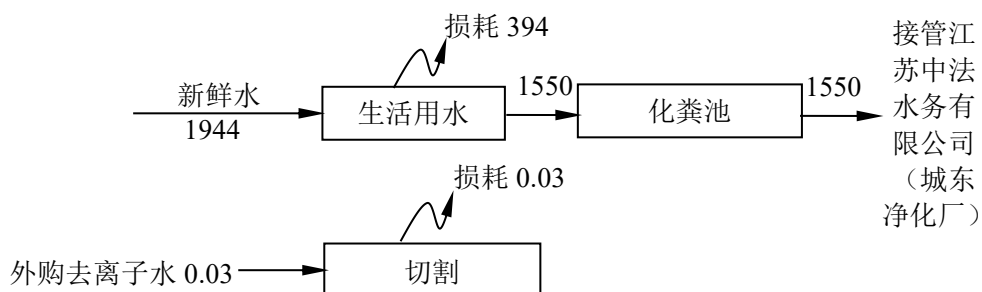 损耗 394
新鲜水
1944
生活用水
1550
化粪池
1550
接管江
苏中法
水务有
限公司
（城东
净化厂）
损耗 0.03
外购去离子水 0.03
切割